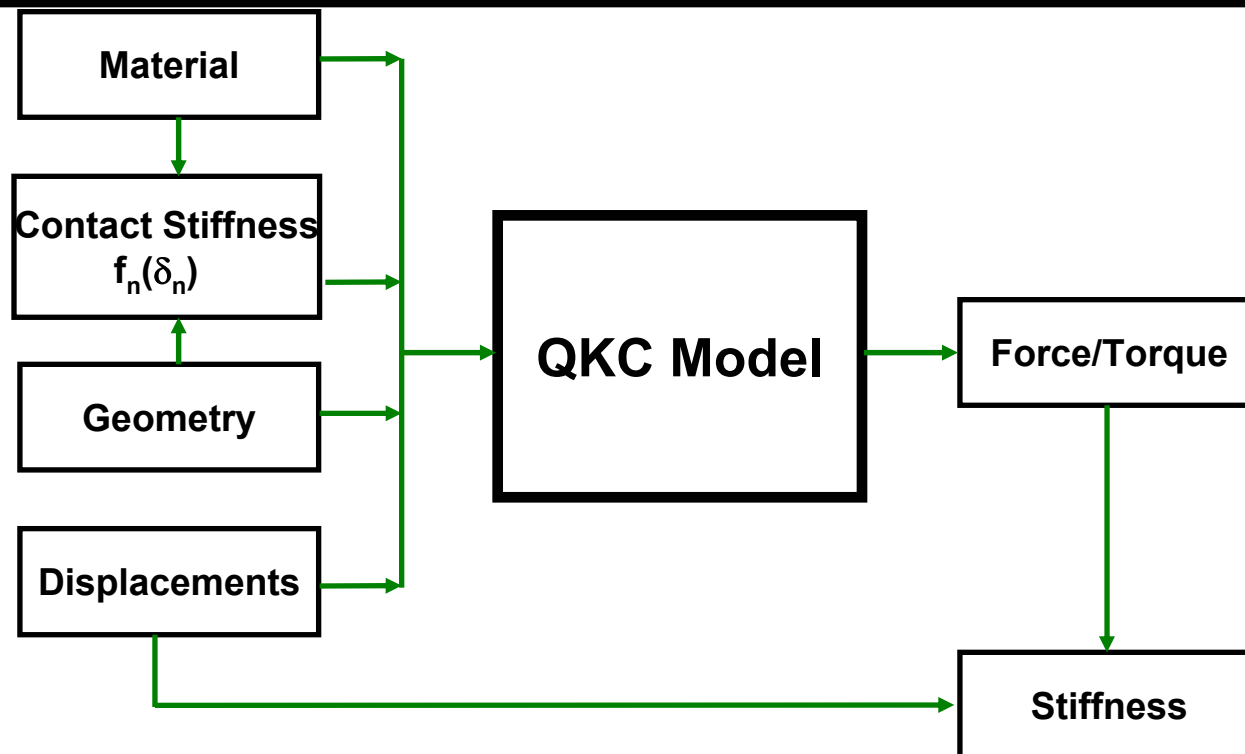 Material
Contact Stiffness
fn(δn)
Geometry
Displacements
QKC Model
Force/Torque
Stiffness